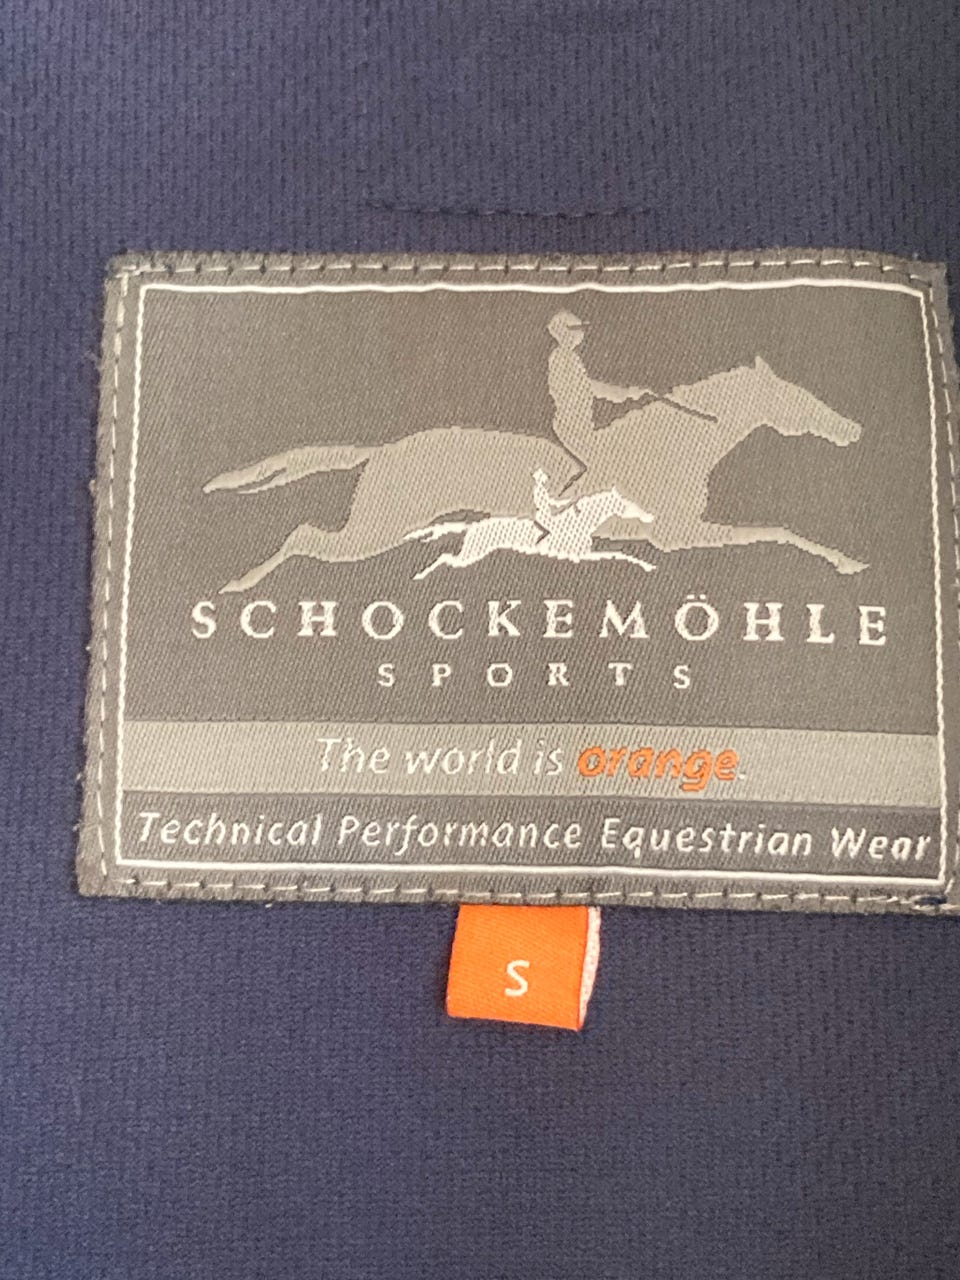 SCHOCKEMÖHLE
SPORTS
The world is orange.
Technical Performance Equestrian Wear
S